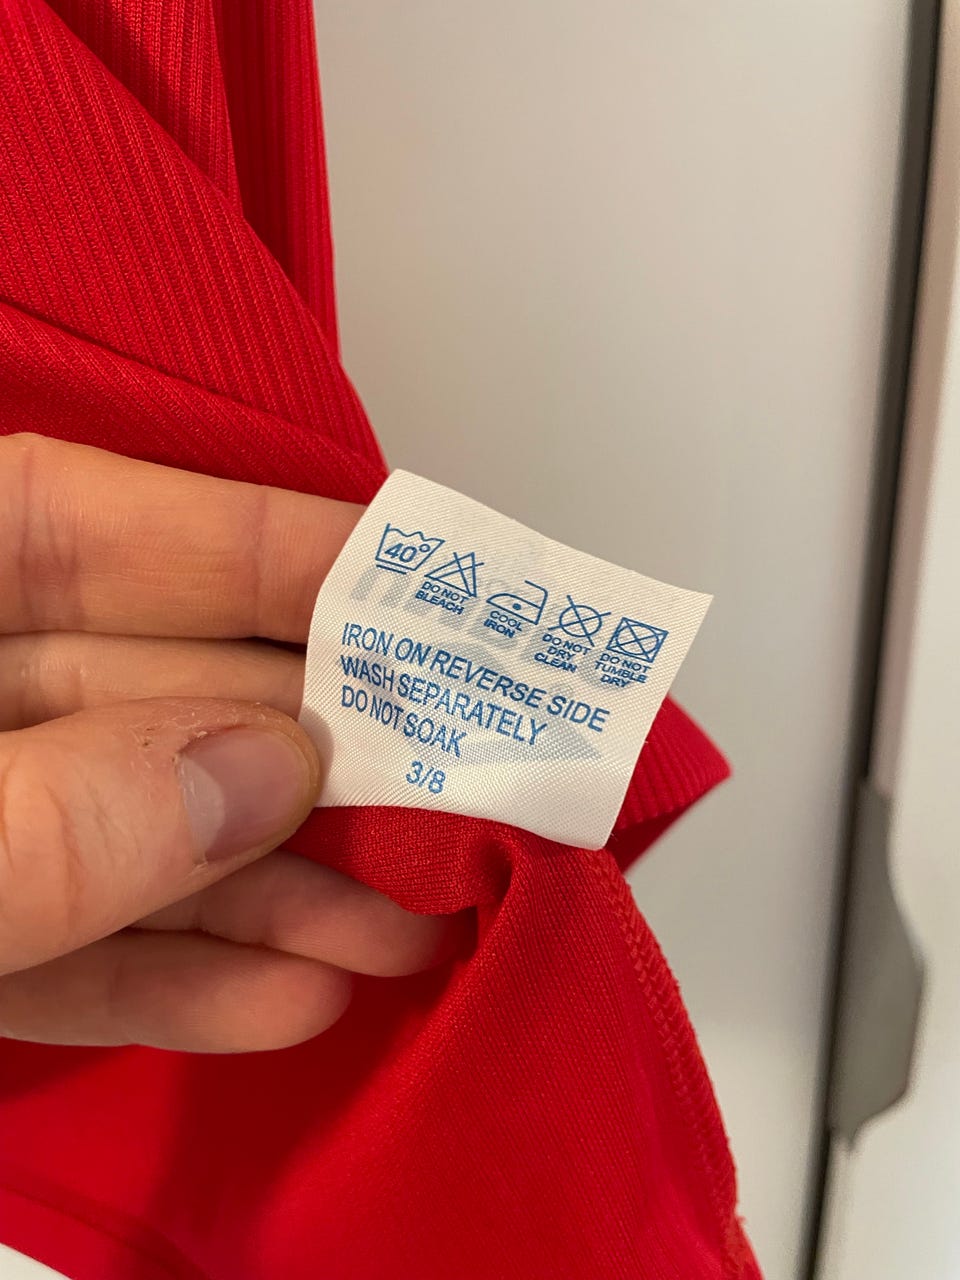 40°
DO NOT
BLEACH
COOL
IRON
DO NOT
DRY
CLEAN
DO NOT
TUMBLE
DRY
IRON ON REVERSE SIDE
WASH SEPARATELY
DO NOT SOAK
3/8